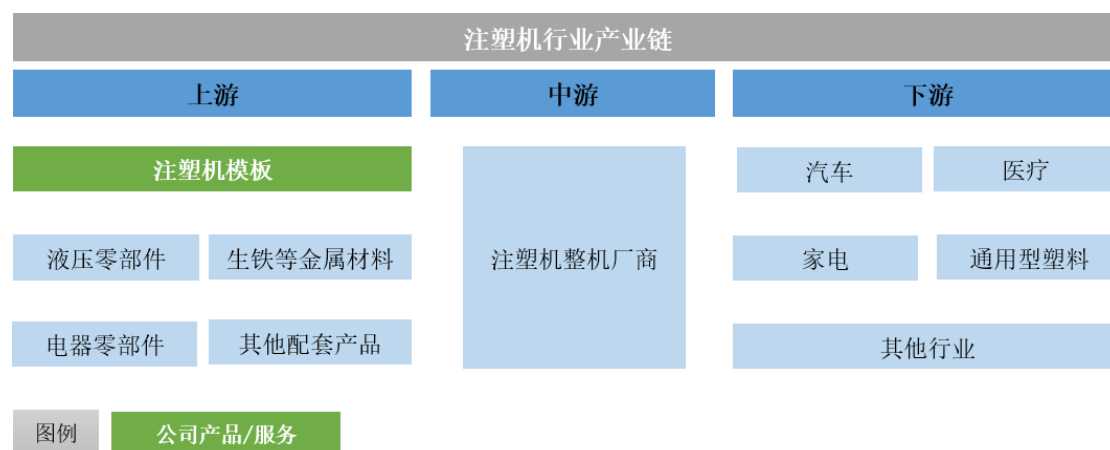 注塑机行业产业链
上游 中游 下游
注塑机模板
汽车 医疗
液压零部件 生铁等金属材料 注塑机整机厂商 家电 通用型塑料
电器零部件 其他配套产品 其他行业
图例 公司产品/服务